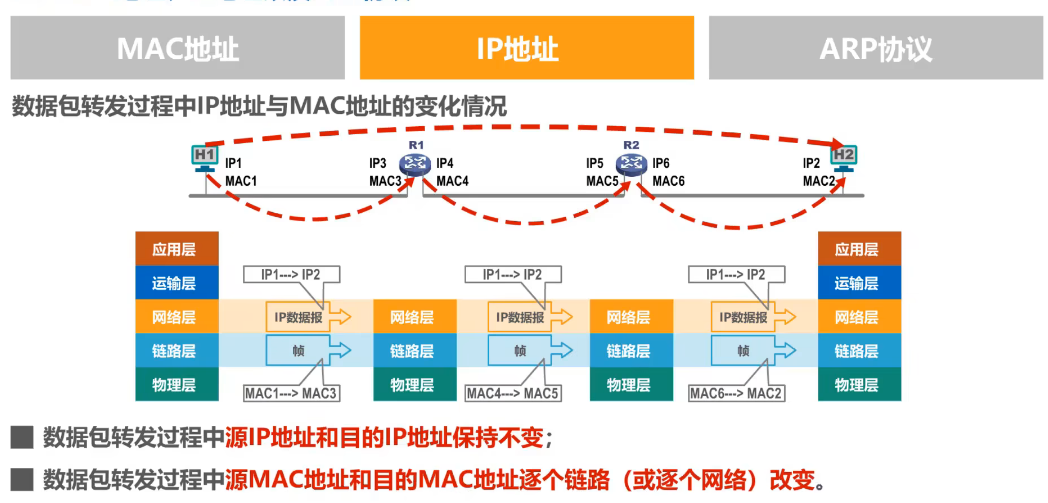 MAC地址
IP地址
ARP协议
数据包转发过程中IP地址与MAC地址的变化情况
H1
IP1
MAC1
R1
IP3
MAC3
IP4
MAC4
R2
IP5
MAC5
IP6
MAC6
IP2
MAC2
H2
应用层
运输层
网络层
链路层
物理层
IP1---> IP2
IP数据报
帧
MAC1---> MAC3
网络层
链路层
物理层
IP1---> IP2
IP数据报
帧
MAC4---> MAC5
网络层
链路层
物理层
IP1---> IP2
IP数据报
帧
MAC6---> MAC2
应用层
运输层
网络层
链路层
物理层
数据包转发过程中源IP地址和目的IP地址保持不变；
数据包转发过程中源MAC地址和目的MAC地址逐个链路（或逐个网络）改变。